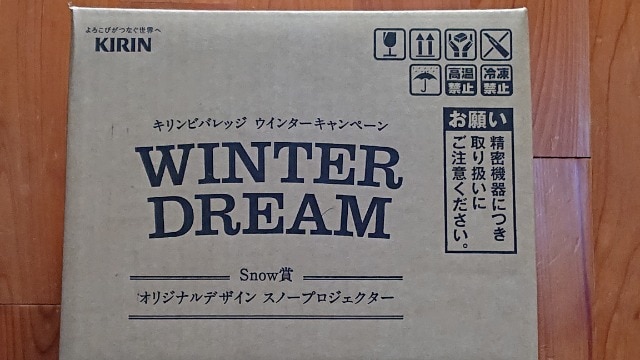 よろこびがつなぐ世界へ
KIRIN
高温
禁止
冷凍
禁止
キリンビバレッジ ウインターキャンペーン
WINTER
DREAM
Snow賞
オリジナルデザイン スノープロジェクター
お願い
精密機器につき
取り扱いに
ご注意ください。